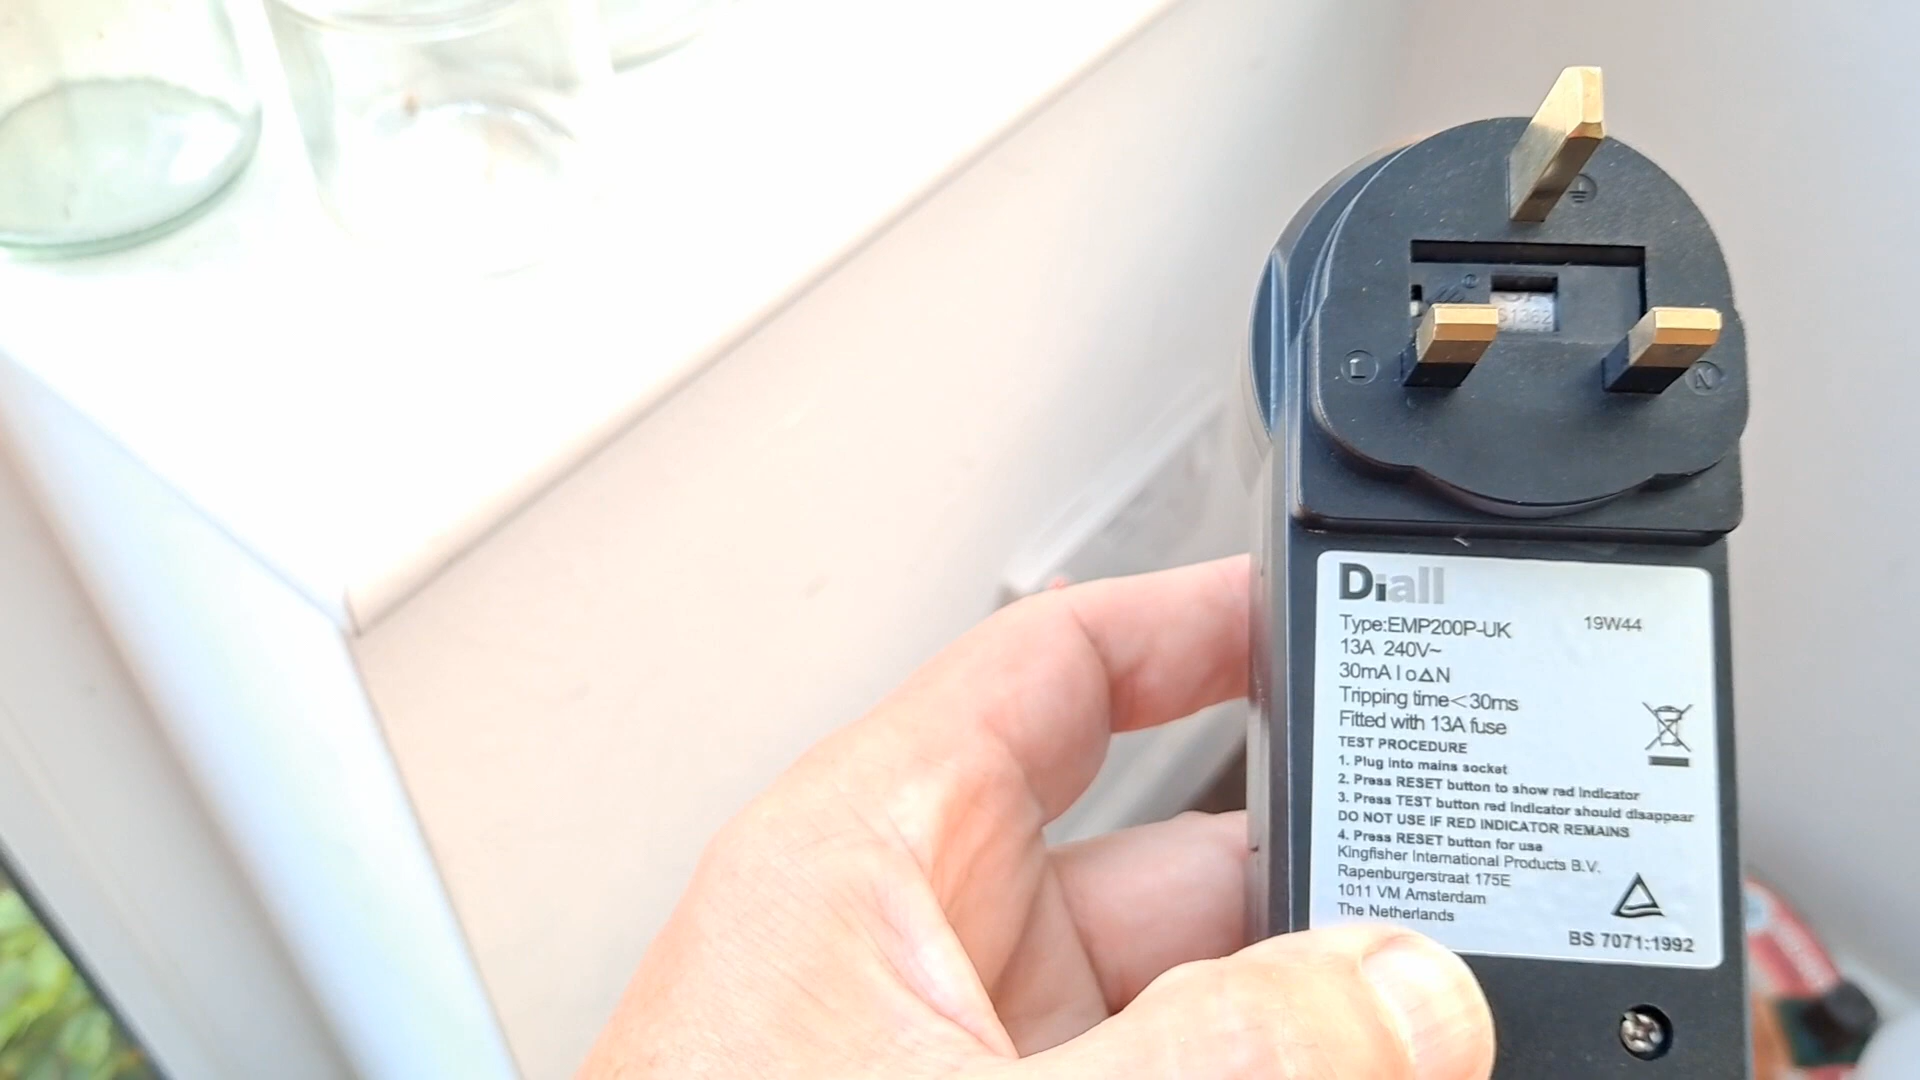 S1362
L
N
Diall
Type:EMP200P-UK 19W44
13A 240V~
30mA I o△N
Tripping time<30ms
Fitted with 13A fuse
TEST PROCEDURE
1. Plug into mains socket
2. Press RESET button to show red indicator
3. Press TEST button red indicator should disappear
DO NOT USE IF RED INDICATOR REMAINS
4. Press RESET button for use
Kingfisher International Products B.V.
Rapenburgerstraat 175E
1011 VM Amsterdam
The Netherlands
BS 7071:1992